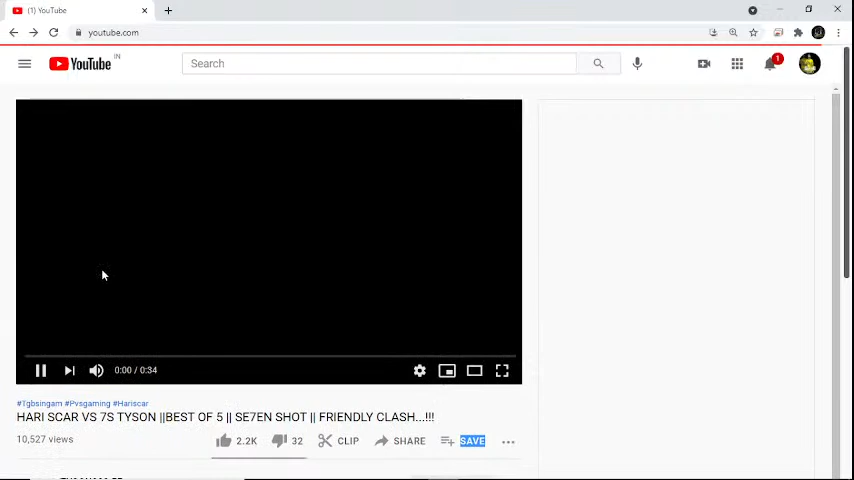 (1) YouTube
youtube.com
YouTube IN
Search
1
0:00 / 0:34
#Tgbsingam #Pvsgaming #Hariscar
HARI SCAR VS 7S TYSON ||BEST OF 5 || SE7EN SHOT || FRIENDLY CLASH...!!!
10,527 views
2.2K
32
CLIP
SHARE
SAVE